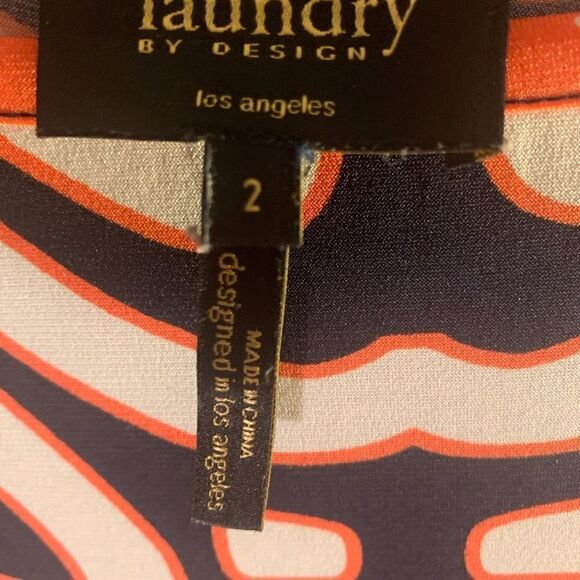 laundry
BY DESIGN
los angeles
2
MADE IN CHINA
designed in los angeles